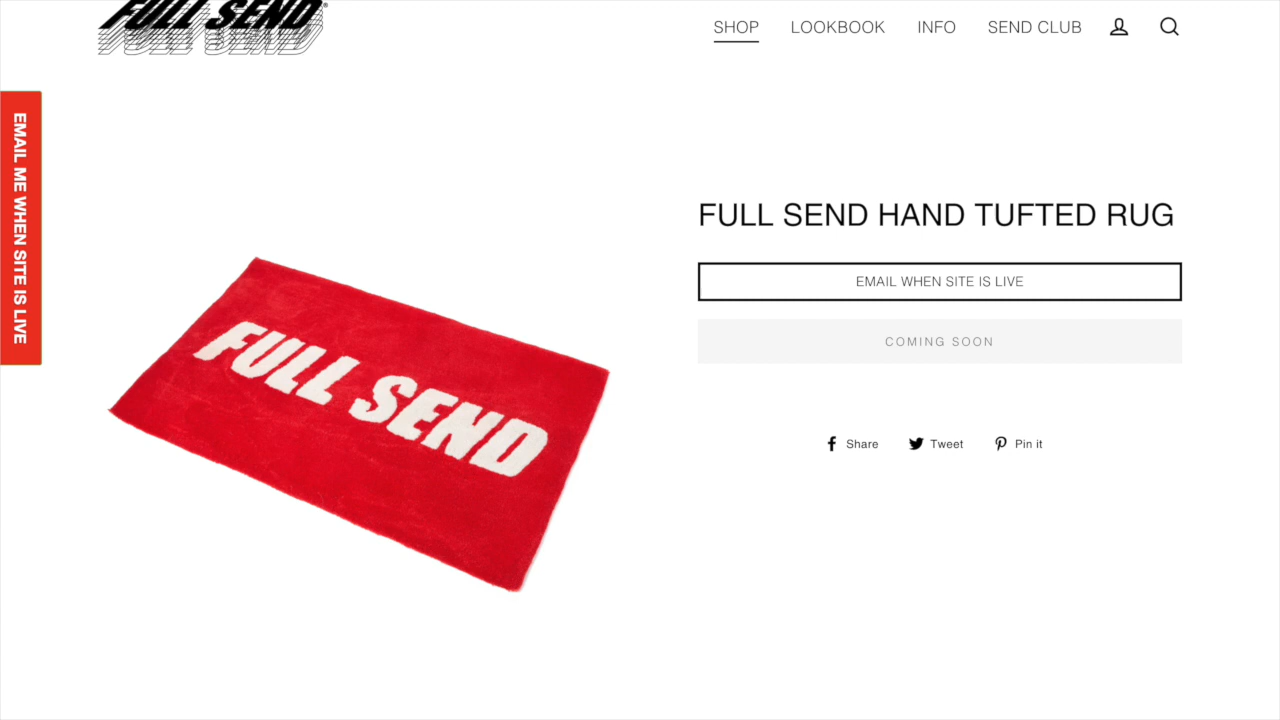 FULL SEND®
SHOP LOOKBOOK INFO SEND CLUB
EMAIL ME WHEN SITE IS LIVE
FULL SEND
FULL SEND HAND TUFTED RUG
EMAIL WHEN SITE IS LIVE
COMING SOON
Share Tweet Pin it